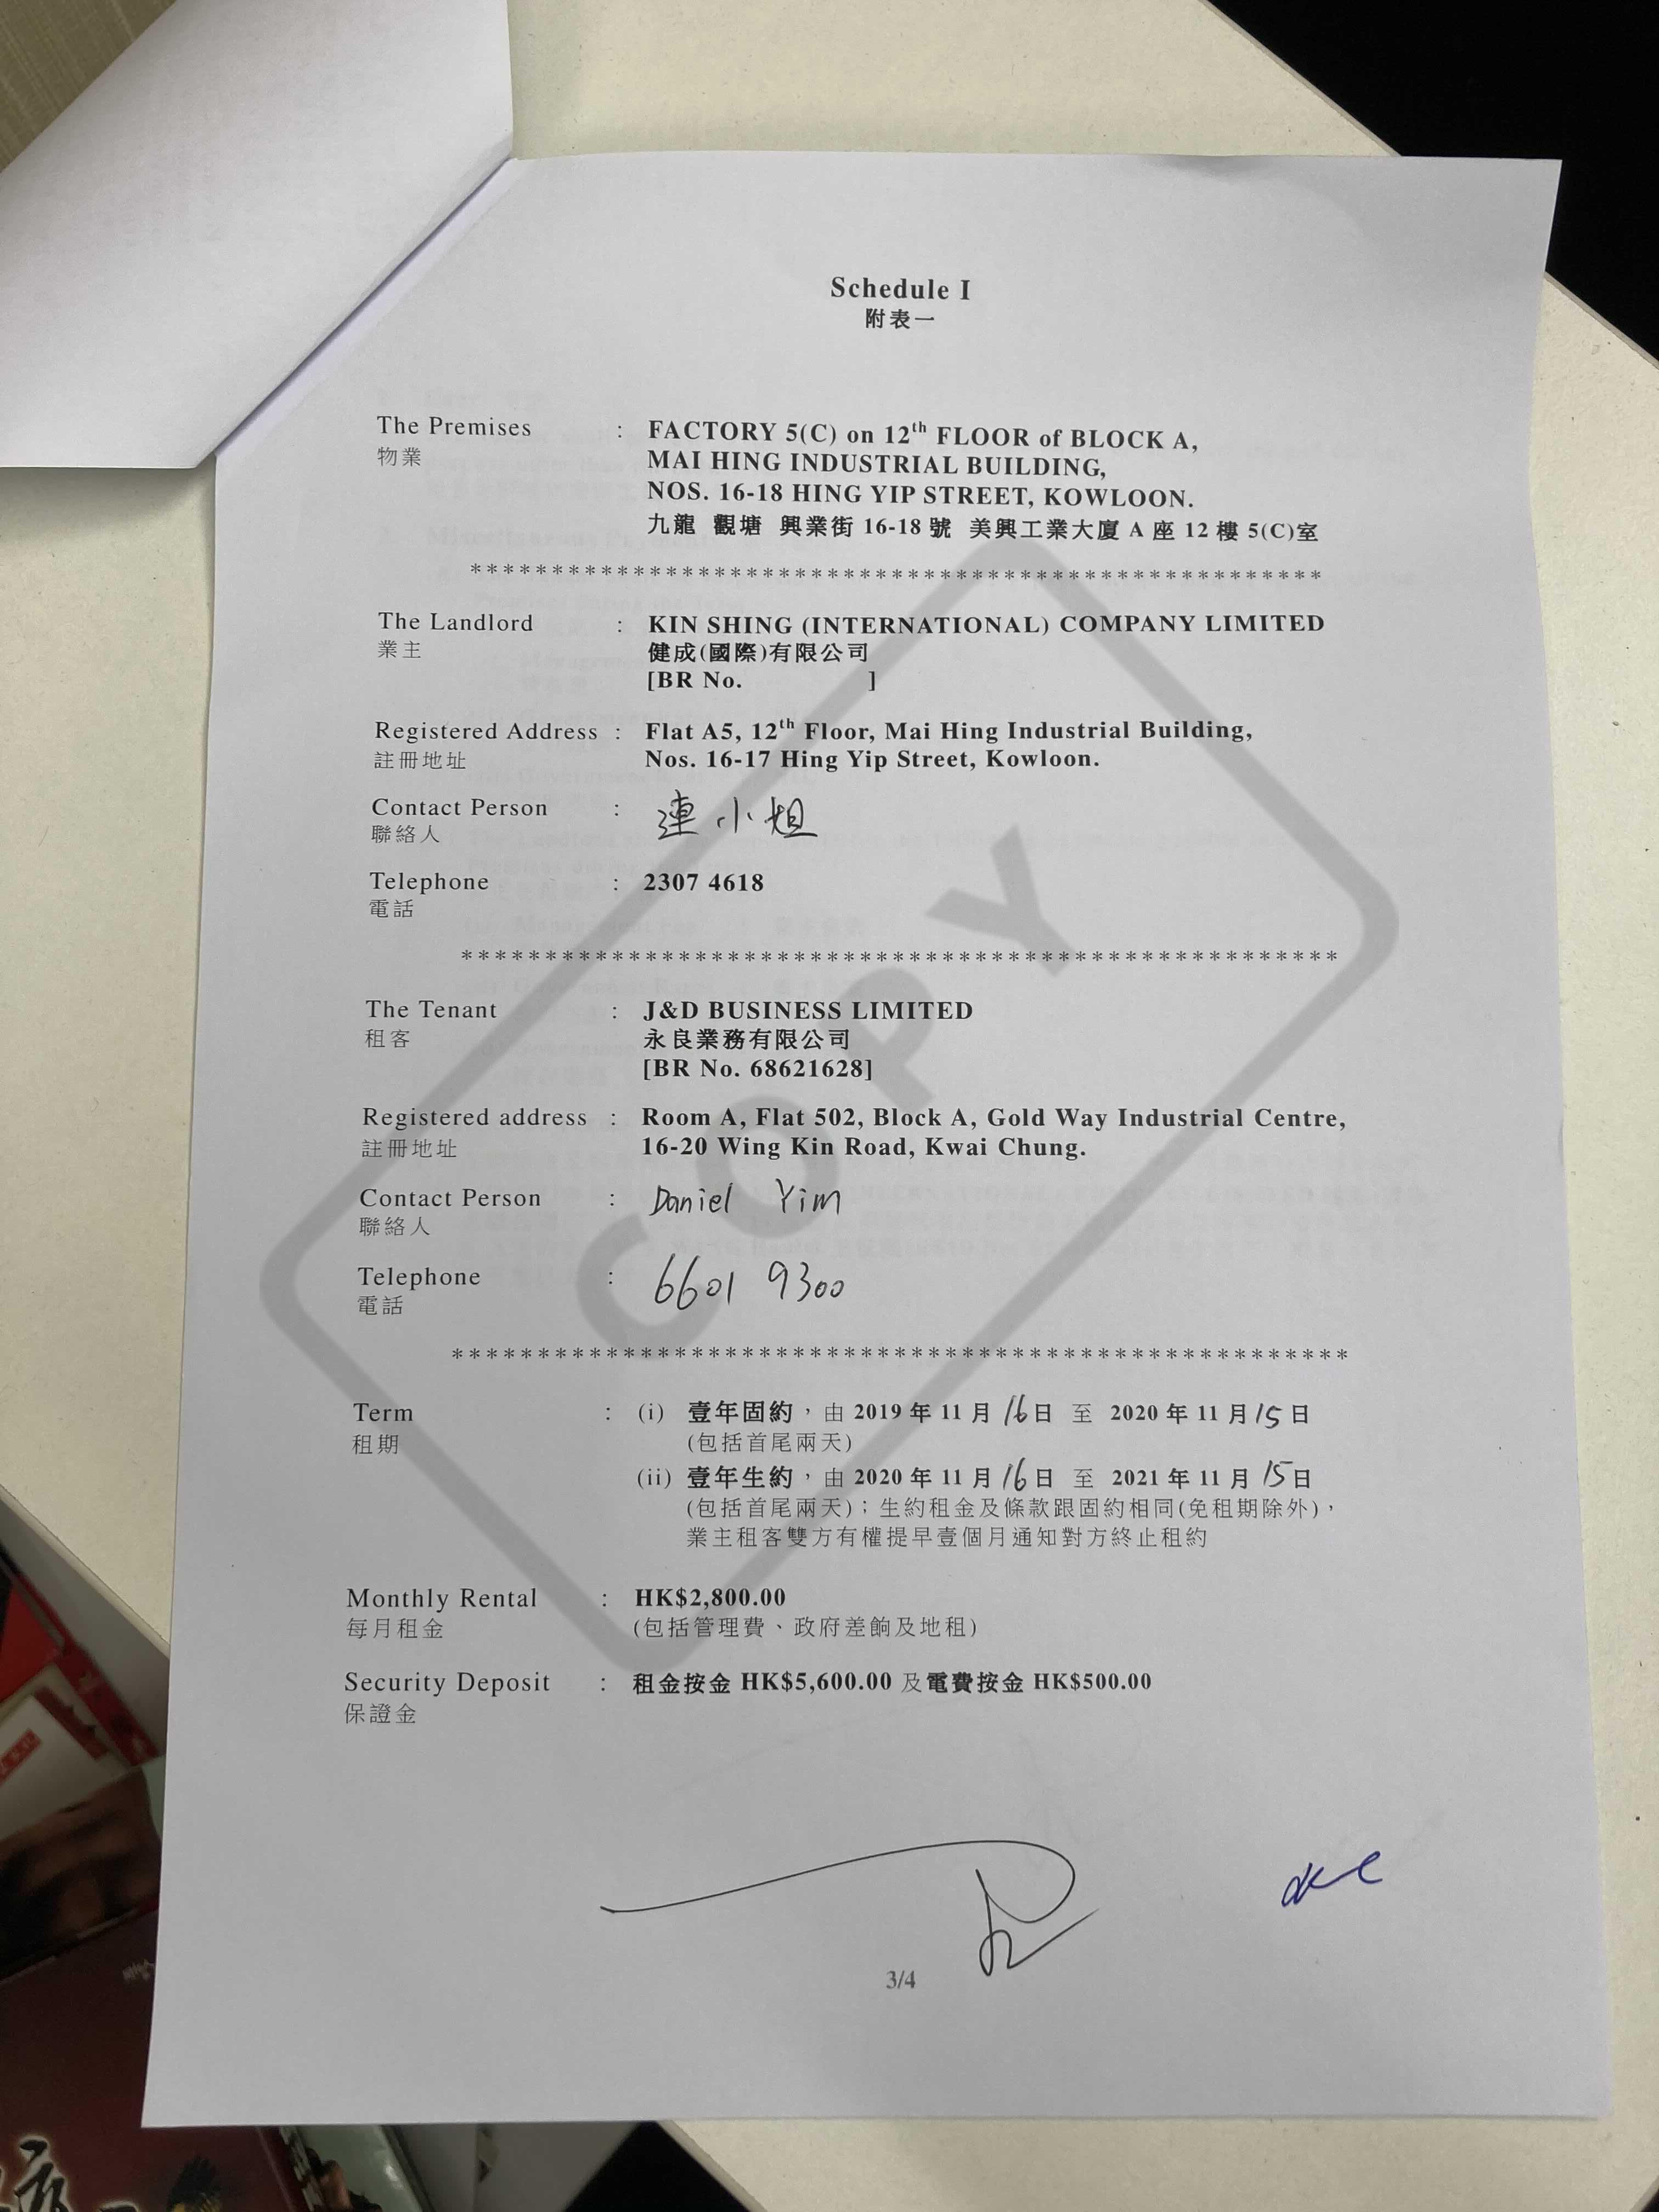 Schedule I
附表一
The Premises : FACTORY 5(C) on 12th FLOOR of BLOCK A,
物業 MAI HING INDUSTRIAL BUILDING,
NOS. 16-18 HING YIP STREET, KOWLOON.
九龍 觀塘 興業街 16-18 號 美興工業大廈 A 座 12 樓 5(C)室
****************************************************
The Landlord : KIN SHING (INTERNATIONAL) COMPANY LIMITED
業主 健成(國際)有限公司
[BR No. ]
Registered Address : Flat A5, 12th Floor, Mai Hing Industrial Building,
註冊地址 Nos. 16-17 Hing Yip Street, Kowloon.
Contact Person : 連小姐
聯絡人
Telephone : 2307 4618
電話
****************************************************
The Tenant : J&D BUSINESS LIMITED
租客 永良業務有限公司
[BR No. 68621628]
Registered address : Room A, Flat 502, Block A, Gold Way Industrial Centre,
註冊地址 16-20 Wing Kin Road, Kwai Chung.
Contact Person : Daniel Yim
聯絡人
Telephone : 6601 9300
電話
****************************************************
Term : (i) 壹年固約，由 2019 年 11 月 16 日 至 2020 年 11 月 15 日
租期 (包括首尾兩天)
(ii) 壹年生約，由 2020 年 11 月 16 日 至 2021 年 11 月 15 日
(包括首尾兩天)；生約租金及條款跟固約相同(免租期除外)，
業主租客雙方有權提早壹個月通知對方終止租約
Monthly Rental : HK$2,800.00
每月租金 (包括管理費、政府差餉及地租)
Security Deposit : 租金按金 HK$5,600.00 及電費按金 HK$500.00
保證金
3/4
COPY